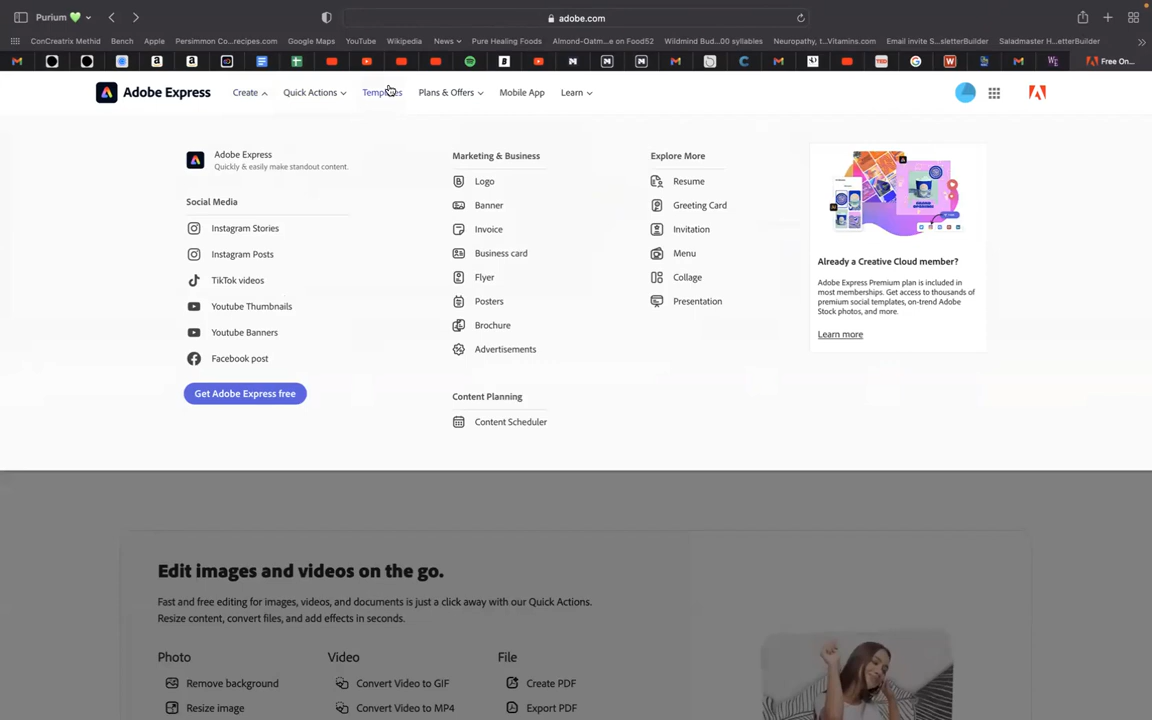 Purium 💚
adobe.com
ConCreatrix Methid
Bench
Apple
Persimmon Co...recipes.com
Google Maps
YouTube
Wikipedia
News
Pure Healing Foods
Almond-Oatm...e on Food52
Wildmind Bud...00 syllables
Neuropathy, t...Vitamins.com
Email invite S...sletterBuilder
Saladmaster H...etterBuilder
Free On...
Adobe Express
Create
Quick Actions
Templates
Plans & Offers
Mobile App
Learn
Adobe Express
Quickly & easily make standout content.
Social Media
Instagram Stories
Instagram Posts
TikTok videos
Youtube Thumbnails
Youtube Banners
Facebook post
Get Adobe Express free
Marketing & Business
Logo
Banner
Invoice
Business card
Flyer
Posters
Brochure
Advertisements
Content Planning
Content Scheduler
Explore More
Resume
Greeting Card
Invitation
Menu
Collage
Presentation
Already a Creative Cloud member?
Adobe Express Premium plan is included in
most memberships. Get access to thousands of
premium social templates, on-trend Adobe
Stock photos, and more.
Learn more
Edit images and videos on the go.
Fast and free editing for images, videos, and documents is just a click away with our Quick Actions.
Resize content, convert files, and add effects in seconds.
Photo
Remove background
Resize image
Video
Convert Video to GIF
Convert Video to MP4
File
Create PDF
Export PDF